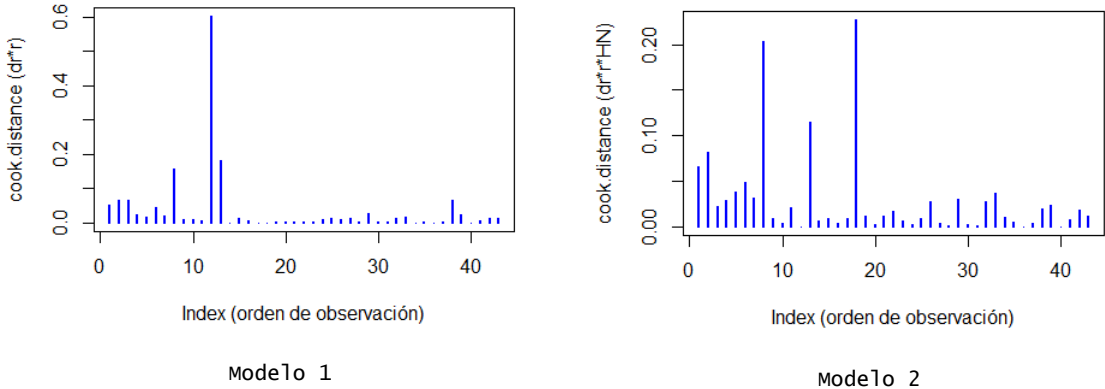 cook.distance (dr*r)
0.6
0.4
0.2
0.0
0 10 20 30 40
Index (orden de observación)
Modelo 1
cook.distance (dr*r*HN)
0.20
0.10
0.00
0 10 20 30 40
Index (orden de observación)
Modelo 2